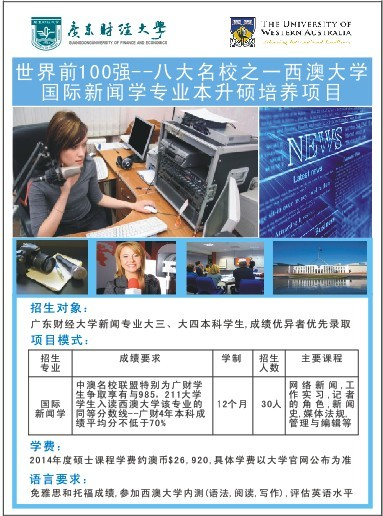 广东财经大学
GUANGDONG UNIVERSITY OF FINANCE AND ECONOMICS
THE UNIVERSITY OF
WESTERN AUSTRALIA
Achieving International Excellence
世界前100强--八大名校之一西澳大学
国际新闻学专业本升硕培养项目
NEWS
Latest news
Business
招生对象:
广东财经大学新闻专业大三、大四本科学生,成绩优异者优先录取
项目模式:
招生专业 成绩要求 学制 招生人数 主要课程
国际新闻学
中澳名校联盟特别为广财学
生争取享有与985，211大学
学生入读西澳大学该专业的
同等分数线--广财4年本科成
绩平均分不低于70%
12个月
30人
网络新闻,工
作实习,记者
的角色,新闻
史,媒体法规,
管理与编辑等
学费:
2014年度硕士课程学费约澳币$26,920,具体学费以大学官网公布为准
语言要求:
免雅思和托福成绩,参加西澳大学内测(语法,阅读,写作),评估英语水平